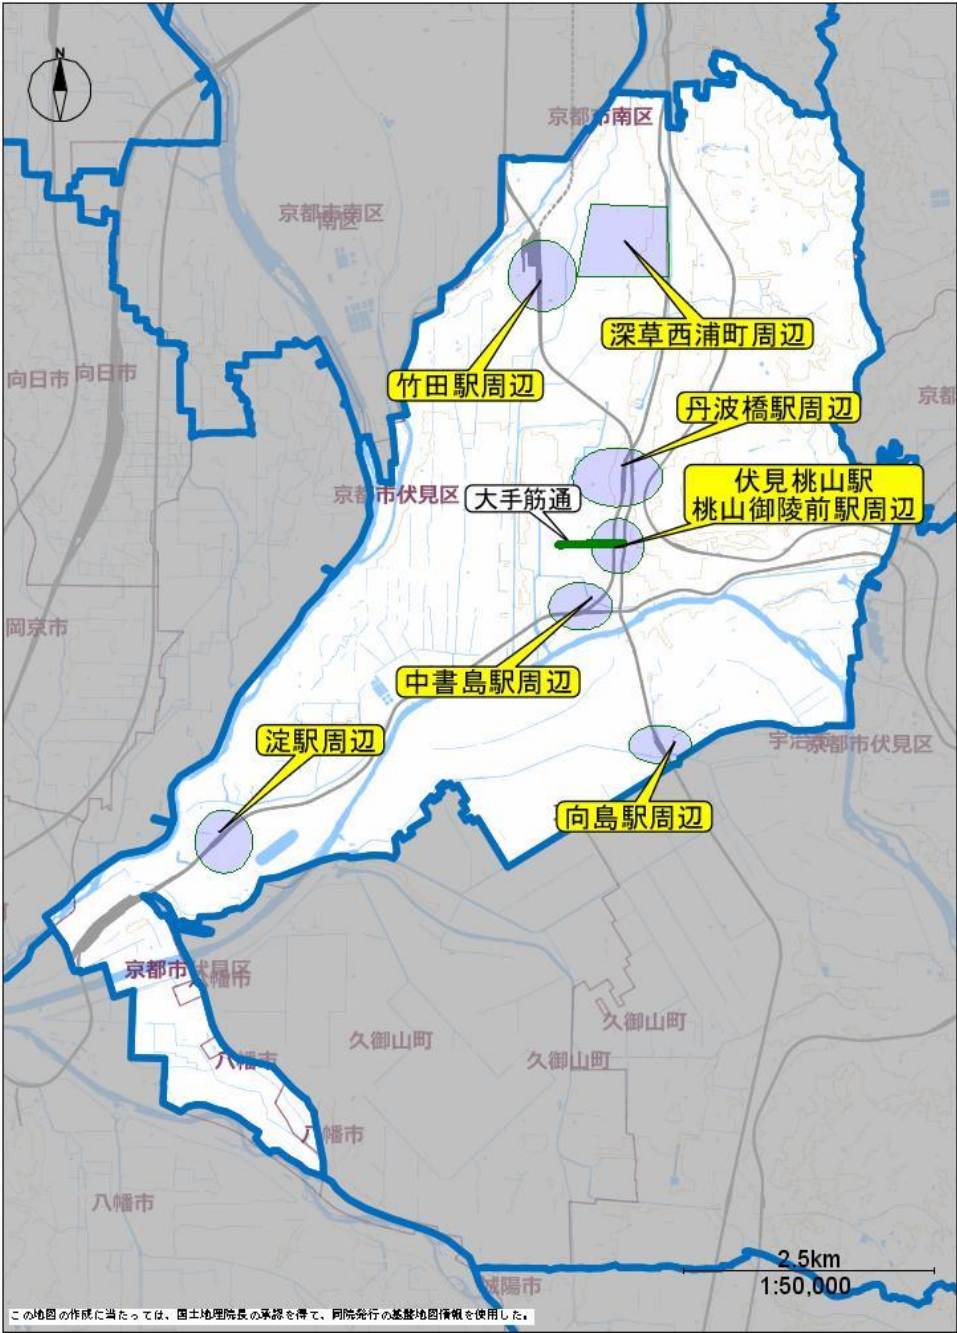 N
京都市南区
京都市南区
南区
深草西浦町周辺
向日市
向日市
竹田駅周辺
丹波橋駅周辺
京都市伏見区
大手筋通
伏見桃山駅
桃山御陵前駅周辺
岡京市
中書島駅周辺
淀駅周辺
京都市伏見区
向島駅周辺
京都市伏見区
八幡市
久御山町
久御山町
久御山町
八幡市
八幡市
八幡市
城陽市
2.5km
1:50,000
この地図の作成に当たっては、国土地理院長の承認を得て、同院発行の基盤地図情報を使用した。